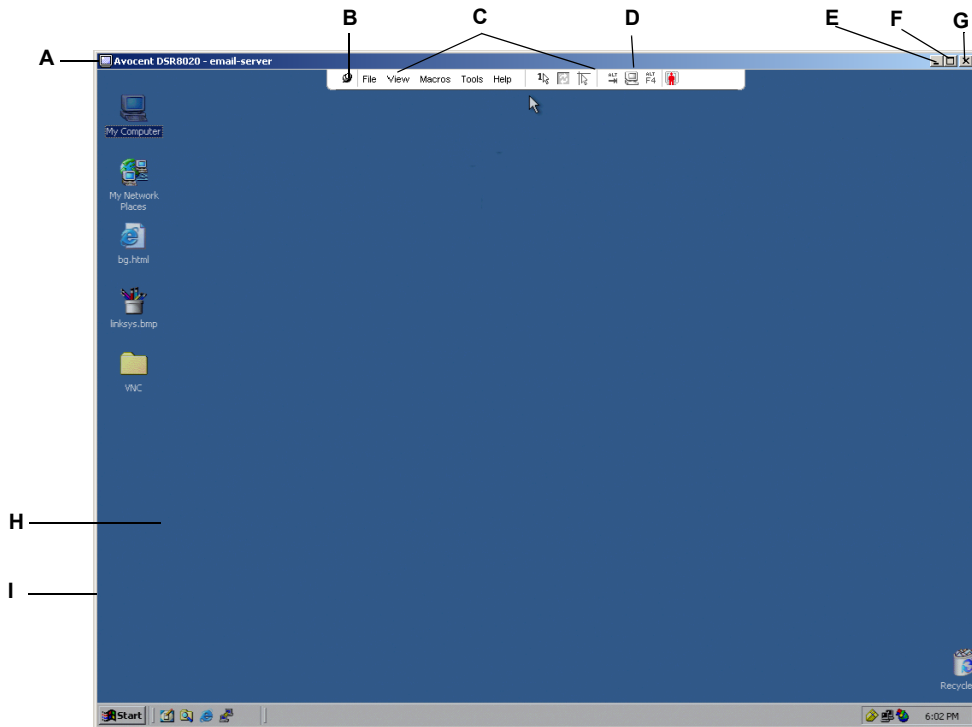 B
C
D
E
F
G
A
Avocent DSR8020 - email-server
File View Macros Tools Help
1
ALT
ALT
F4
My Computer
My Network
Places
bg.html
linksys.bmp
VNC
H
I
Recycle
Start
6:02 PM